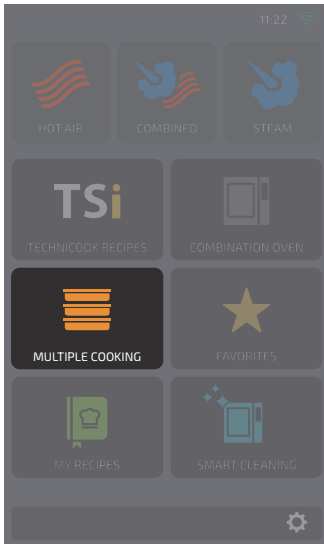 11:22
HOT AIR
COMBINED
STEAM
TSi
TECHNICOOK RECIPES
COMBINATION OVEN
MULTIPLE COOKING
FAVORITES
MY RECIPES
SMART CLEANING